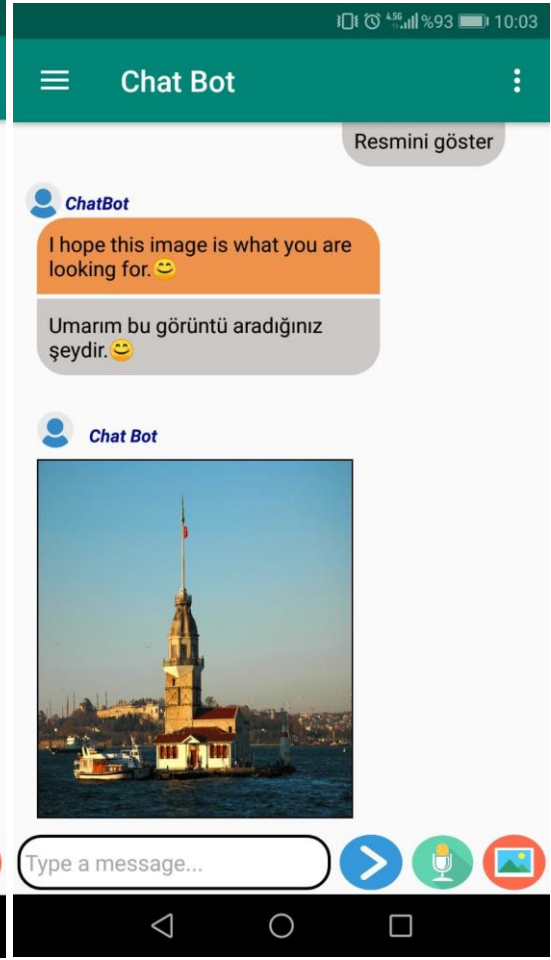 4.5G %93 10:03
Chat Bot
Resmini göster
ChatBot
I hope this image is what you are
looking for.😊
Umarım bu görüntü aradığınız
şeydir.😊
Chat Bot
Type a message...